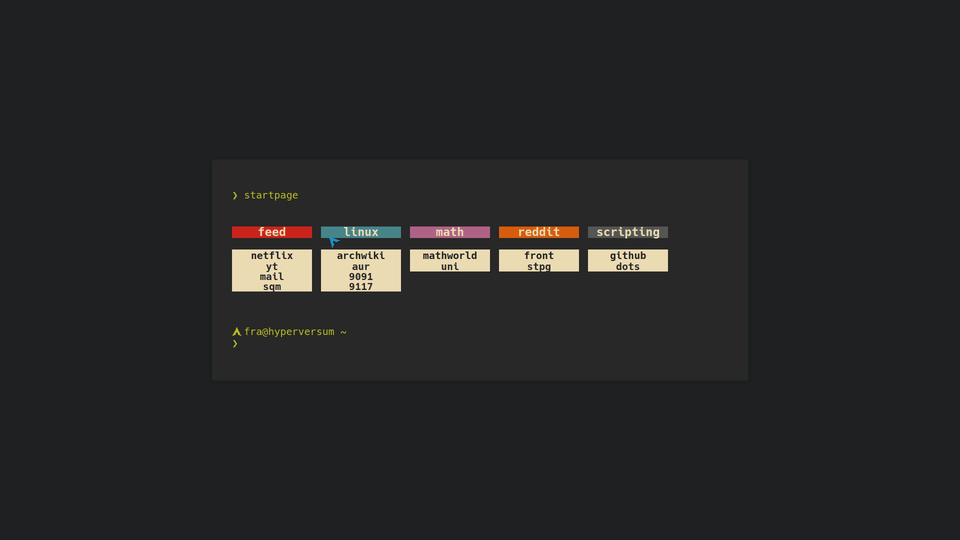 ❯ startpage
feed linux math reddit scripting
netflix archwiki mathworld front github
yt aur uni stpg dots
mail 9091
sqm 9117
fra@hyperversum ~
❯